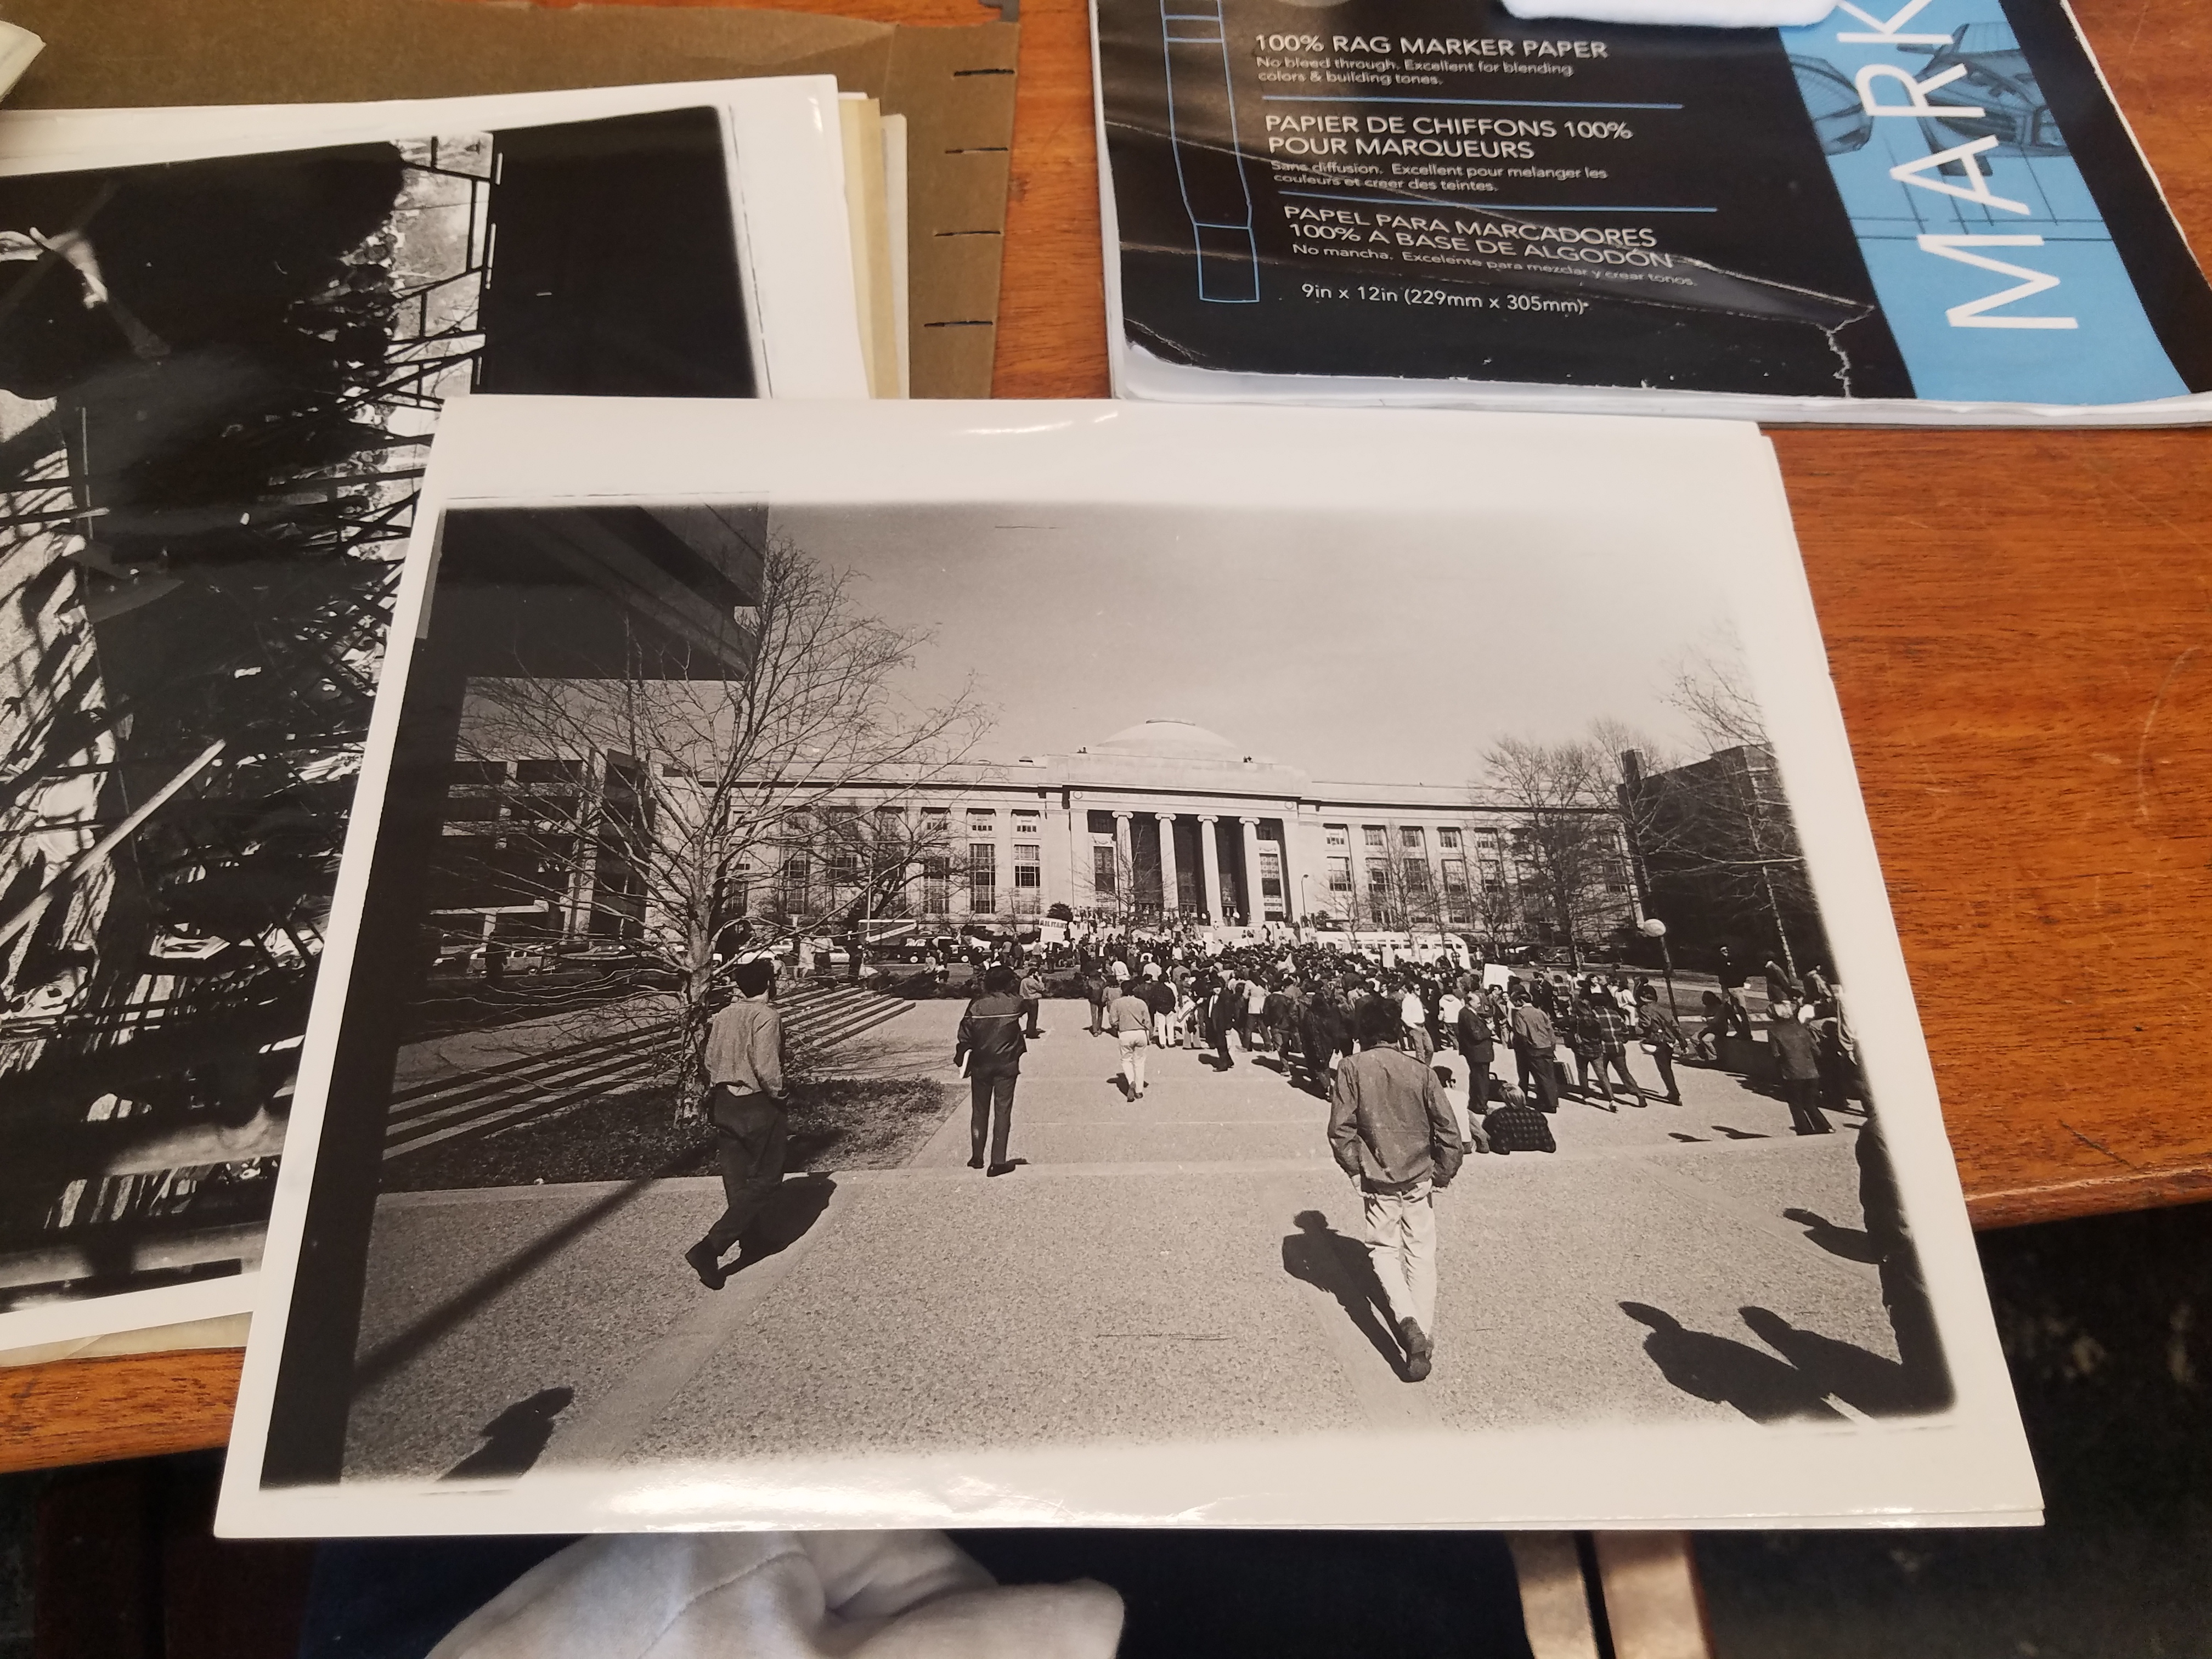 100% RAG MARKER PAPER
No bleed through. Excellent for blending
colors & building tones.
PAPIER DE CHIFFONS 100%
POUR MARQUEURS
Sans diffusion. Excellent pour melanger les
couleurs et creer des teintes.
PAPEL PARA MARCADORES
100% A BASE DE ALGODÓN
No mancha. Excelente para mezclar y crear tonos.
9in x 12in (229mm x 305mm)
MARK